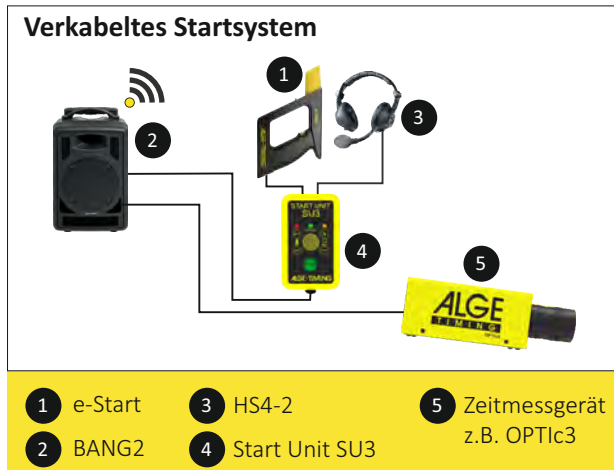 Verkabeltes Startsystem
1
3
2
START UNIT
SU3
ALGE-TIMING
4
5
ALGE
TIMING
1 e-Start
2 BANG2
3 HS4-2
4 Start Unit SU3
5 Zeitmessgerät
z.B. OPTIc3